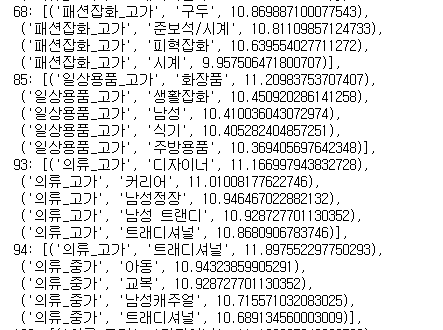 68: [('패션잡화_고가', '구두', 10.869887100077543),
('패션잡화_고가', '준보석/시계', 10.81109857124733),
('패션잡화_고가', '피혁잡화', 10.639554027711272),
('패션잡화_고가', '시계', 9.957506471800707)],
85: [('일상용품_고가', '화장품', 11.20983753707407),
('일상용품_고가', '생활잡화', 10.450920286141258),
('일상용품_고가', '남성', 10.410036043072974),
('일상용품_고가', '식기', 10.405282404857251),
('일상용품_고가', '주방용품', 10.369405697642348)],
93: [('의류_고가', '디자이너', 11.166997943832728),
('의류_고가', '커리어', 11.01008177622746),
('의류_고가', '남성정장', 10.946467022882132),
('의류_고가', '남성 트랜디', 10.928727701130352),
('의류_고가', '트래디셔널', 10.8680906783746)],
94: [('의류_중가', '트래디셔널', 11.897552297750293),
('의류_중가', '아동', 10.94323859905291),
('의류_중가', '교복', 10.928727701130352),
('의류_중가', '남성캐주얼', 10.715571032083025),
('의류_중가', '트래디셔널', 10.689134560003009)],